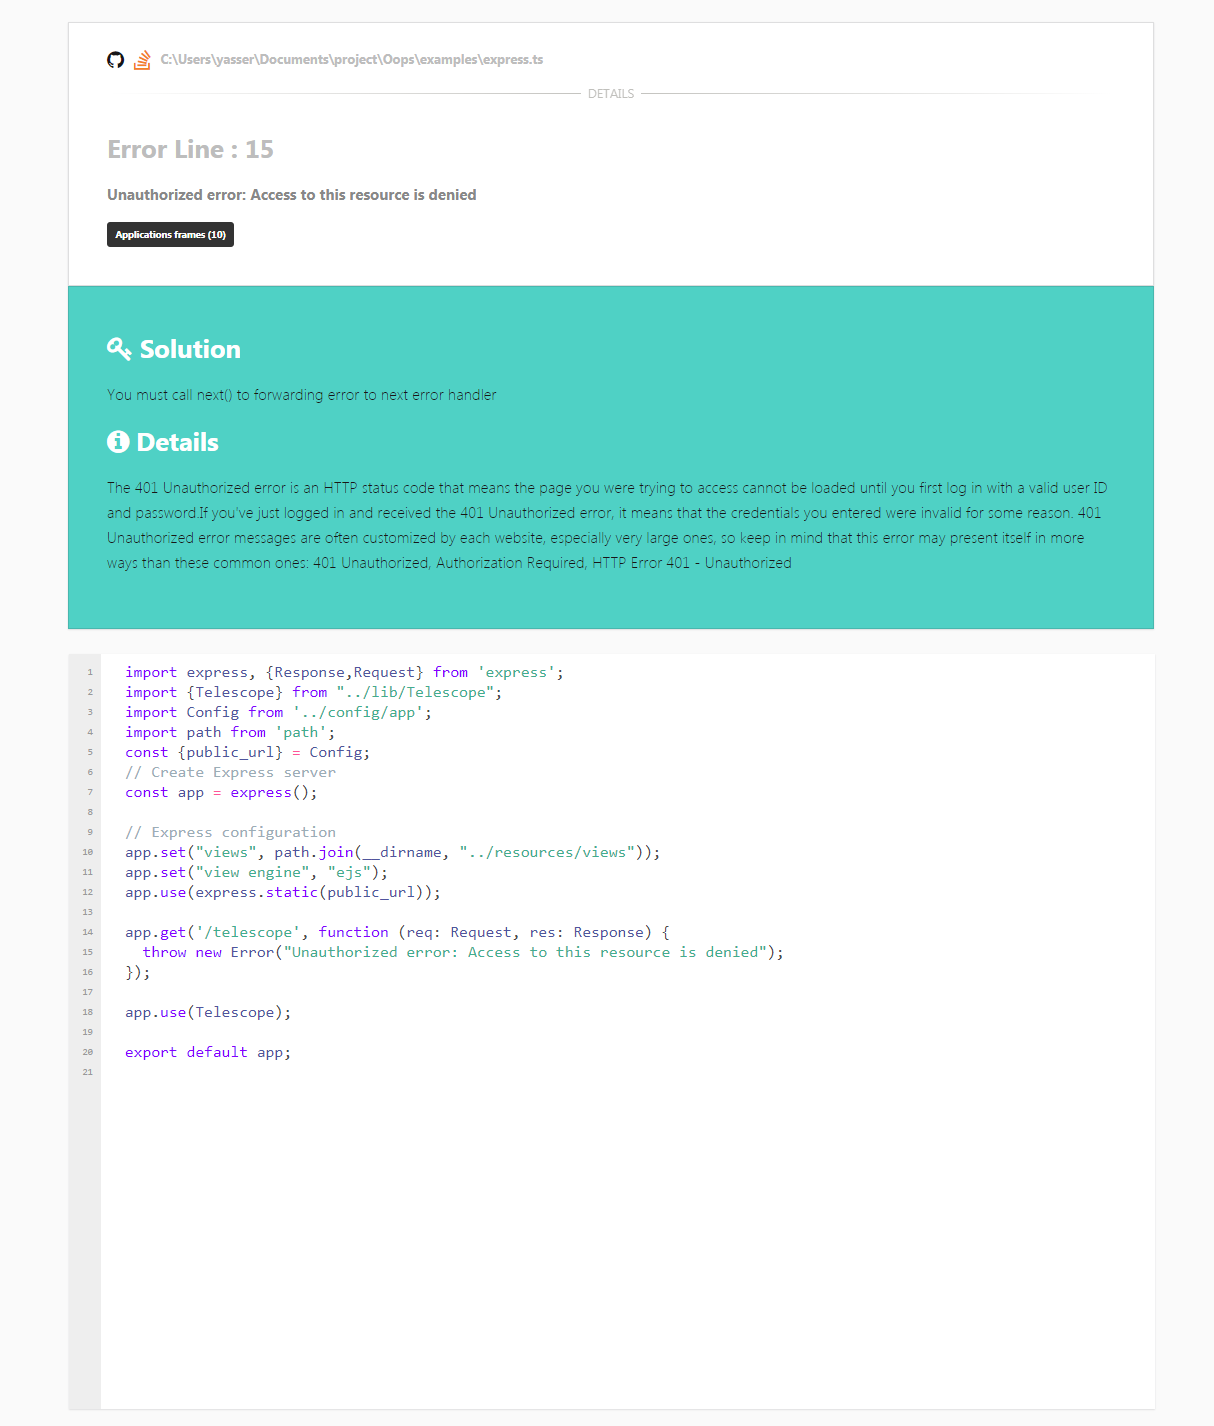 C:\Users\yasser\Documents\project\Oops\examples\express.ts
DETAILS
Error Line : 15
Unauthorized error: Access to this resource is denied
Applications frames (10)
Solution
You must call next() to forwarding error to next error handler
Details
The 401 Unauthorized error is an HTTP status code that means the page you were trying to access cannot be loaded until you first log in with a valid user ID
and password.If you've just logged in and received the 401 Unauthorized error, it means that the credentials you entered were invalid for some reason. 401
Unauthorized error messages are often customized by each website, especially very large ones, so keep in mind that this error may present itself in more
ways than these common ones: 401 Unauthorized, Authorization Required, HTTP Error 401 - Unauthorized
1 import express, {Response,Request} from 'express';
2 import {Telescope} from "../lib/Telescope";
3 import Config from '../config/app';
4 import path from 'path';
5 const {public_url} = Config;
6 // Create Express server
7 const app = express();
8
9 // Express configuration
10 app.set("views", path.join(__dirname, "../resources/views"));
11 app.set("view engine", "ejs");
12 app.use(express.static(public_url));
13
14 app.get('/telescope', function (req: Request, res: Response) {
15   throw new Error("Unauthorized error: Access to this resource is denied");
16 });
17
18 app.use(Telescope);
19
20 export default app;
21